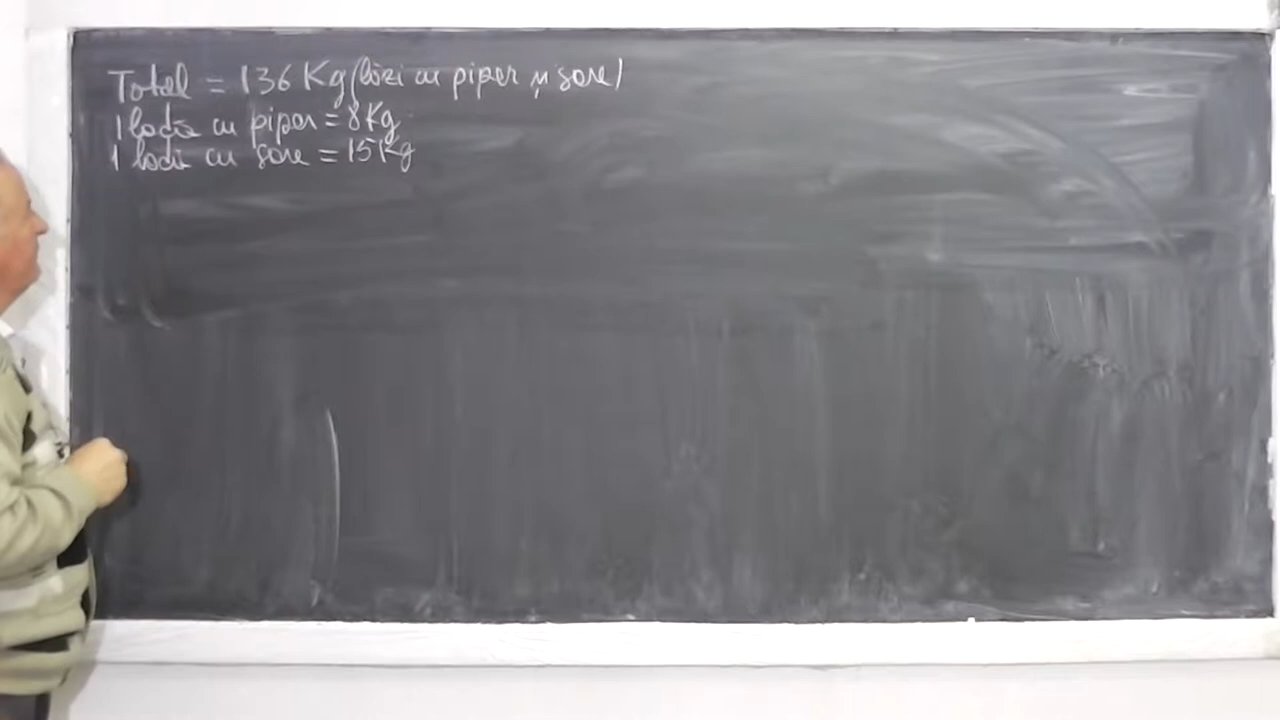 Total = 136 Kg (lăzi cu piper și sare)
1 ladă cu piper = 8 Kg
1 ladă cu sare = 15 Kg